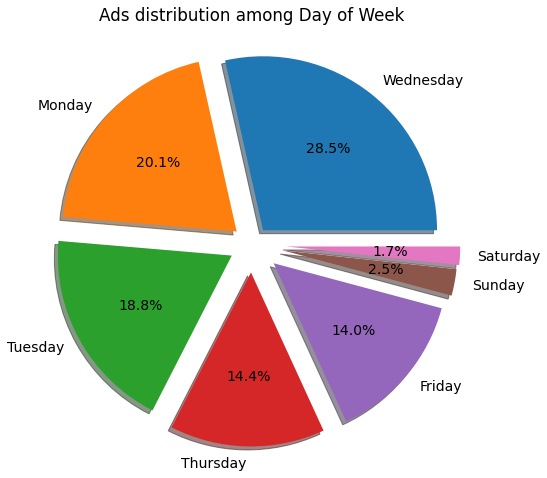 Ads distribution among Day of Week
Wednesday
28.5%
Monday
20.1%
Tuesday
18.8%
Thursday
14.4%
Friday
14.0%
Sunday
2.5%
Saturday
1.7%